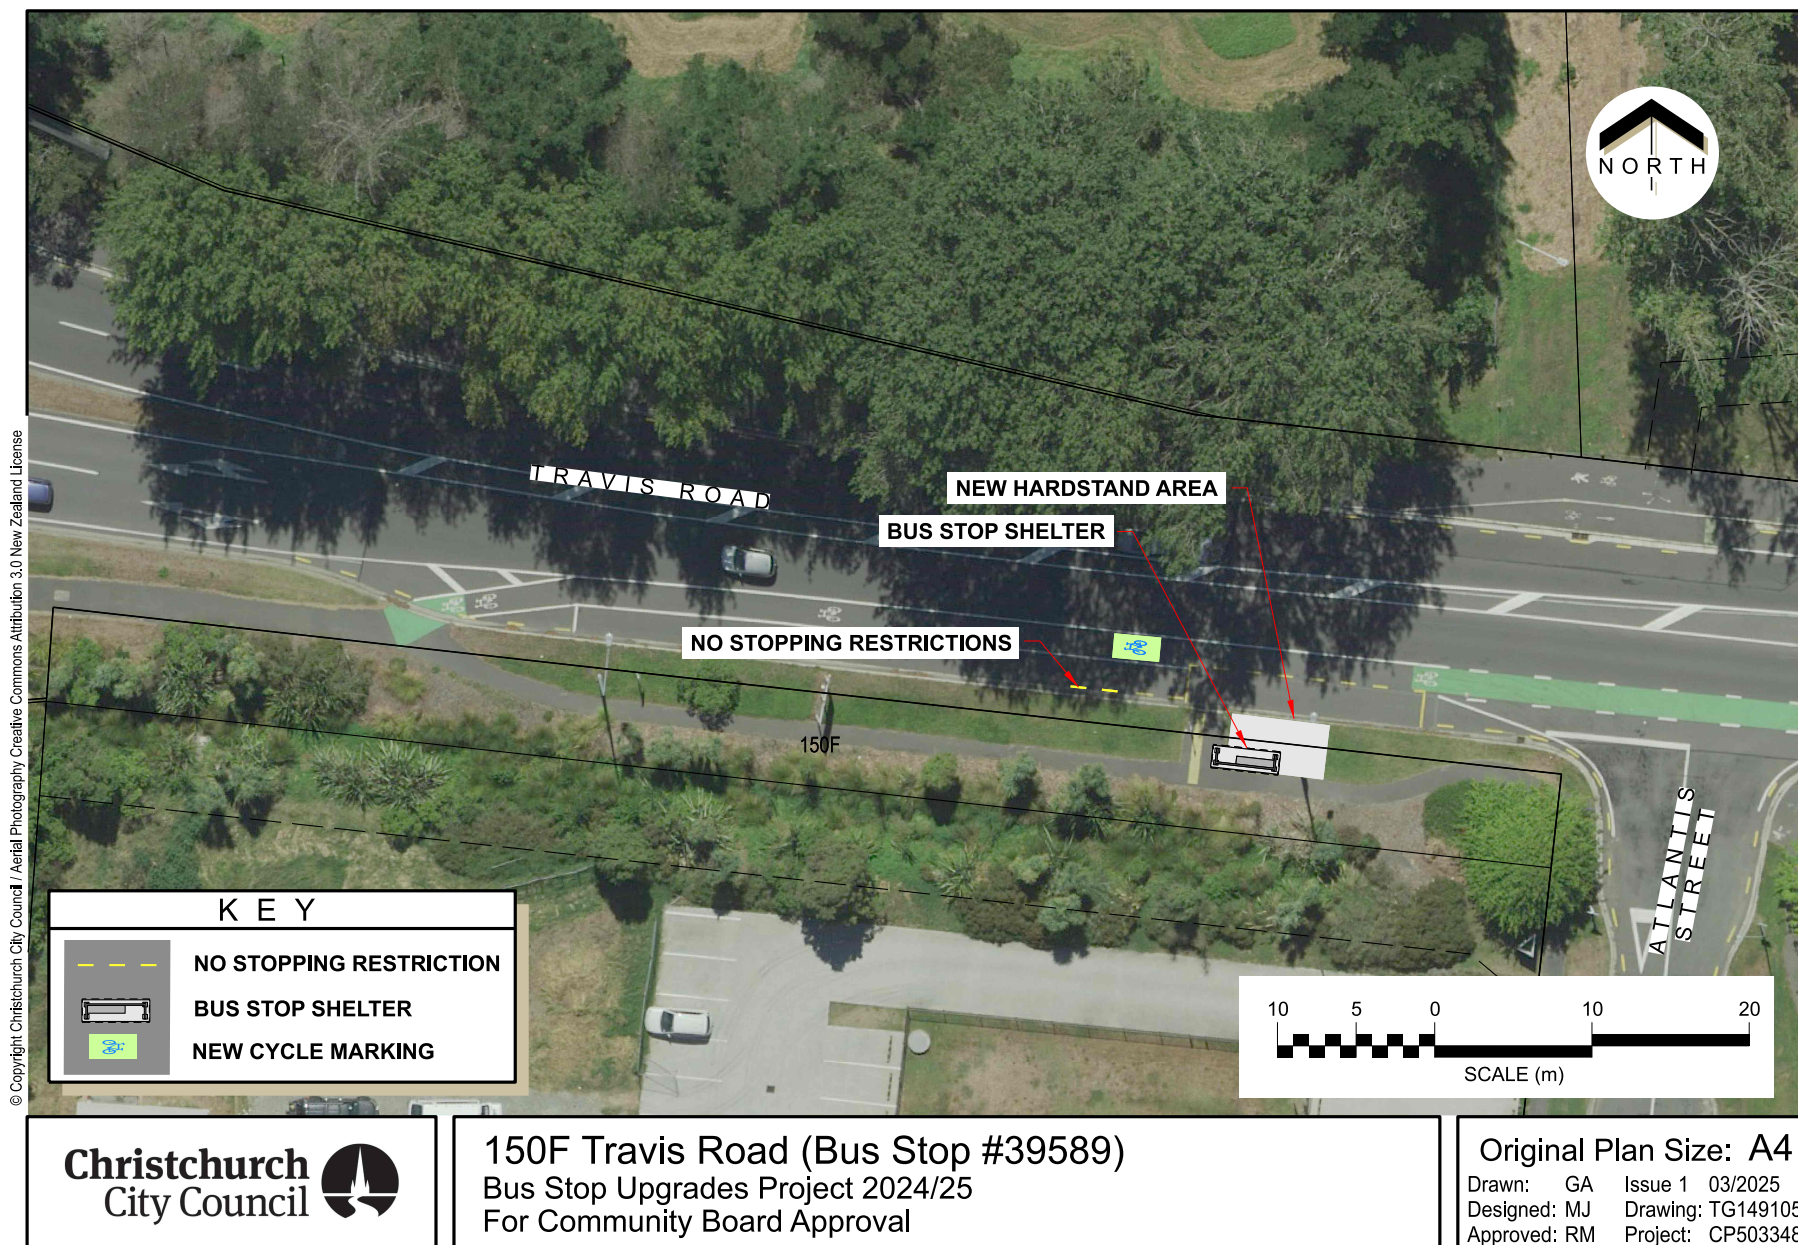 NORTH
TRAVIS ROAD
NEW HARDSTAND AREA
BUS STOP SHELTER
NO STOPPING RESTRICTIONS
150F
ATLANTIS
STREET
© Copyright Christchurch City Council / Aerial Photography Creative Commons Attribution 3.0 New Zealand License
KEY
NO STOPPING RESTRICTION
BUS STOP SHELTER
NEW CYCLE MARKING
10 5 0 10 20
SCALE (m)
Christchurch
City Council
150F Travis Road (Bus Stop #39589)
Bus Stop Upgrades Project 2024/25
For Community Board Approval
Original Plan Size: A4
Drawn: GA Issue 1 03/2025
Designed: MJ Drawing: TG149105
Approved: RM Project: CP503348